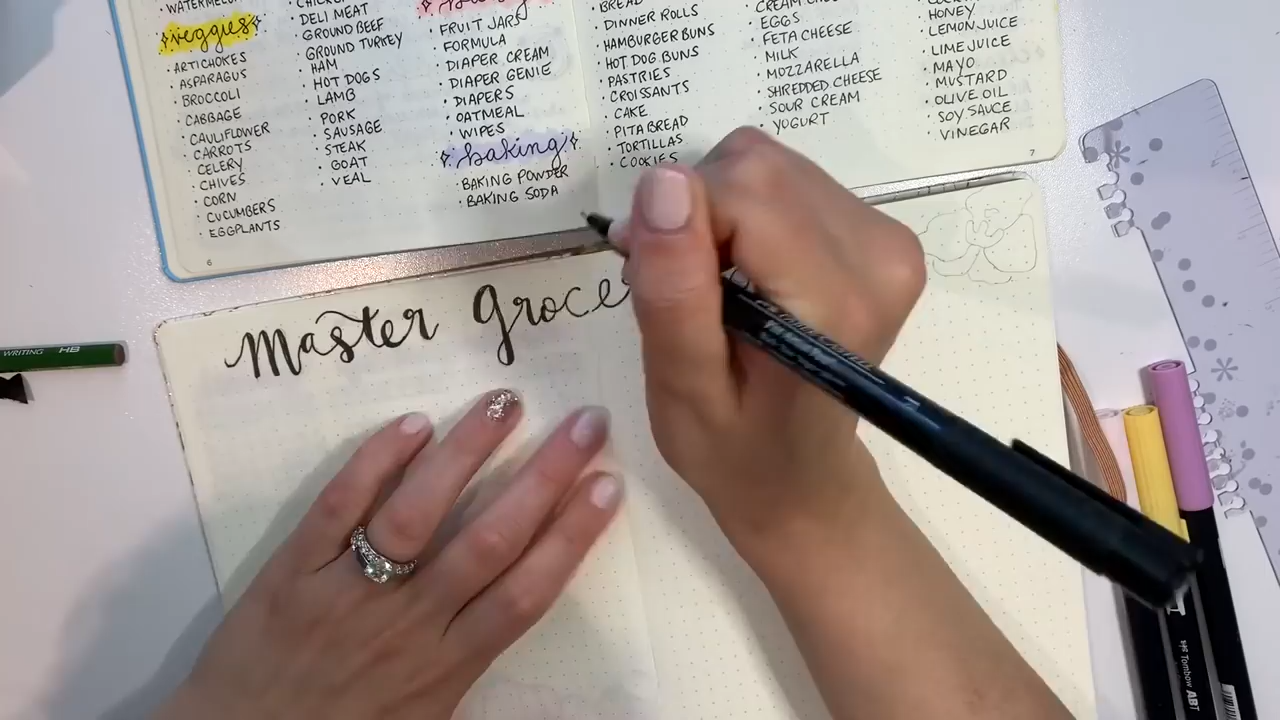 WATERMELON
veggies
• ARTICHOKES
• ASPARAGUS
• BROCCOLI
• CABBAGE
• CAULIFLOWER
• CARROTS
• CELERY
• CHIVES
• CORN
• CUCUMBERS
• EGGPLANTS
6
• DELI MEAT
• GROUND BEEF
• GROUND TURKEY
• HAM
• HOT DOGS
• LAMB
• PORK
• SAUSAGE
• STEAK
• GOAT
• VEAL
• FRUIT JARS
• FORMULA
• DIAPER CREAM
• DIAPER GENIE
• DIAPERS
• OATMEAL
• WIPES
baking
• BAKING POWDER
• BAKING SODA
• BREAD
• DINNER ROLLS
• HAMBURGER BUNS
• HOT DOG BUNS
• PASTRIES
• CROISSANTS
• CAKE
• PITA BREAD
• TORTILLAS
• COOKIES
• EGGS
• FETA CHEESE
• MILK
• MOZZARELLA
• SHREDDED CHEESE
• SOUR CREAM
• YOGURT
• HONEY
• LEMON JUICE
• LIME JUICE
• MAYO
• MUSTARD
• OLIVE OIL
• SOY SAUCE
• VINEGAR
7
Master Groce
WRITING HB
Tombow ABT